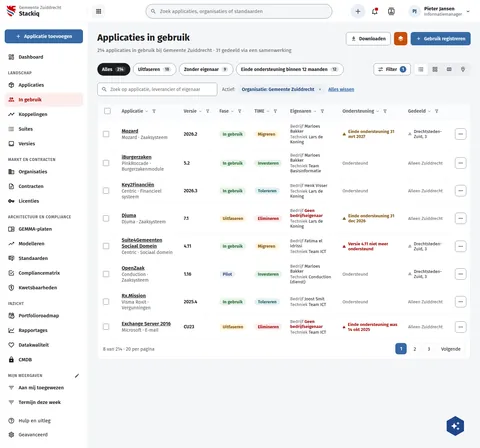 Gemeente Zuiddrecht
Stackiq
Zoek applicaties, organisaties of standaarden
Pieter Jansen
Informatiemanager
+ Applicatie toevoegen
Dashboard
LANDSCHAP
Applicaties
In gebruik
Koppelingen
Suites
Versies
MARKT EN CONTRACTEN
Organisaties
Contracten
Licenties
ARCHITECTUUR EN COMPLIANCE
GEMMA-platen
Modelleren
Standaarden
Compliancematrix
Kwetsbaarheden
INZICHT
Portfolioroadmap
Rapportages
Datakwaliteit
CMDB
MIJN WEERGAVEN
Aan mij toegewezen
Termijn deze week
Hulp en uitleg
Geavanceerd
Applicaties in gebruik
214 applicaties in gebruik bij Gemeente Zuiddrecht · 31 gedeeld via een samenwerking
Downloaden
Gebruik registreren
Alles 214
Uitfaseren 18
Zonder eigenaar 9
Einde ondersteuning binnen 12 maanden 12
Filter 1
Zoek op applicatie, leverancier of eigenaar
Actief:
Organisatie: Gemeente Zuiddrecht ×
Alles wissen
Applicatie Versie Fase TIME Eigenaren Ondersteuning Gedeeld
Mozard
Mozard · Zaaksysteem
2026.2
In gebruik
Migreren
Bedrijf Marloes Bakker
Techniek Lars de Koning
Einde ondersteuning 31 mrt 2027
Drechtsteden-Zuid, 3
iBurgerzaken
PinkRoccade · Burgerzakenmodule
5.2
In gebruik
Investeren
Bedrijf Marloes Bakker
Techniek Team Basisinformatie
Ondersteund
Alleen Zuiddrecht
Key2Financiën
Centric · Financieel systeem
2026.3
In gebruik
Tolereren
Bedrijf Henk Visser
Techniek Lars de Koning
Ondersteund
Alleen Zuiddrecht
Djuma
Djuma · Zaaksysteem
7.1
Uitfaseren
Elimineren
Bedrijf Geen bedrijfseigenaar
Techniek Lars de Koning
Einde ondersteuning 31 dec 2026
Alleen Zuiddrecht
Suite4Gemeenten Sociaal Domein
Centric · Sociaal domein
4.11
In gebruik
Migreren
Bedrijf Fatima el Idrissi
Techniek Team ICT
Versie 4.11 niet meer ondersteund
Drechtsteden-Zuid, 3
OpenZaak
Conduction · Zaaksysteem
1.16
Pilot
Investeren
Bedrijf Marloes Bakker
Techniek Conduction (dienst)
Ondersteund
Drechtsteden-Zuid, 3
Rx.Mission
Visma Roxit · Vergunningen
2025.4
In gebruik
Tolereren
Bedrijf Joost Smit
Techniek Team ICT
Ondersteund
Alleen Zuiddrecht
Exchange Server 2016
Microsoft · E-mail
CU23
Uitfaseren
Elimineren
Bedrijf Geen bedrijfseigenaar
Techniek Team ICT
Einde ondersteuning was 14 okt 2025
Alleen Zuiddrecht
8 van 214 · 20 per pagina
1 2 3 Volgende